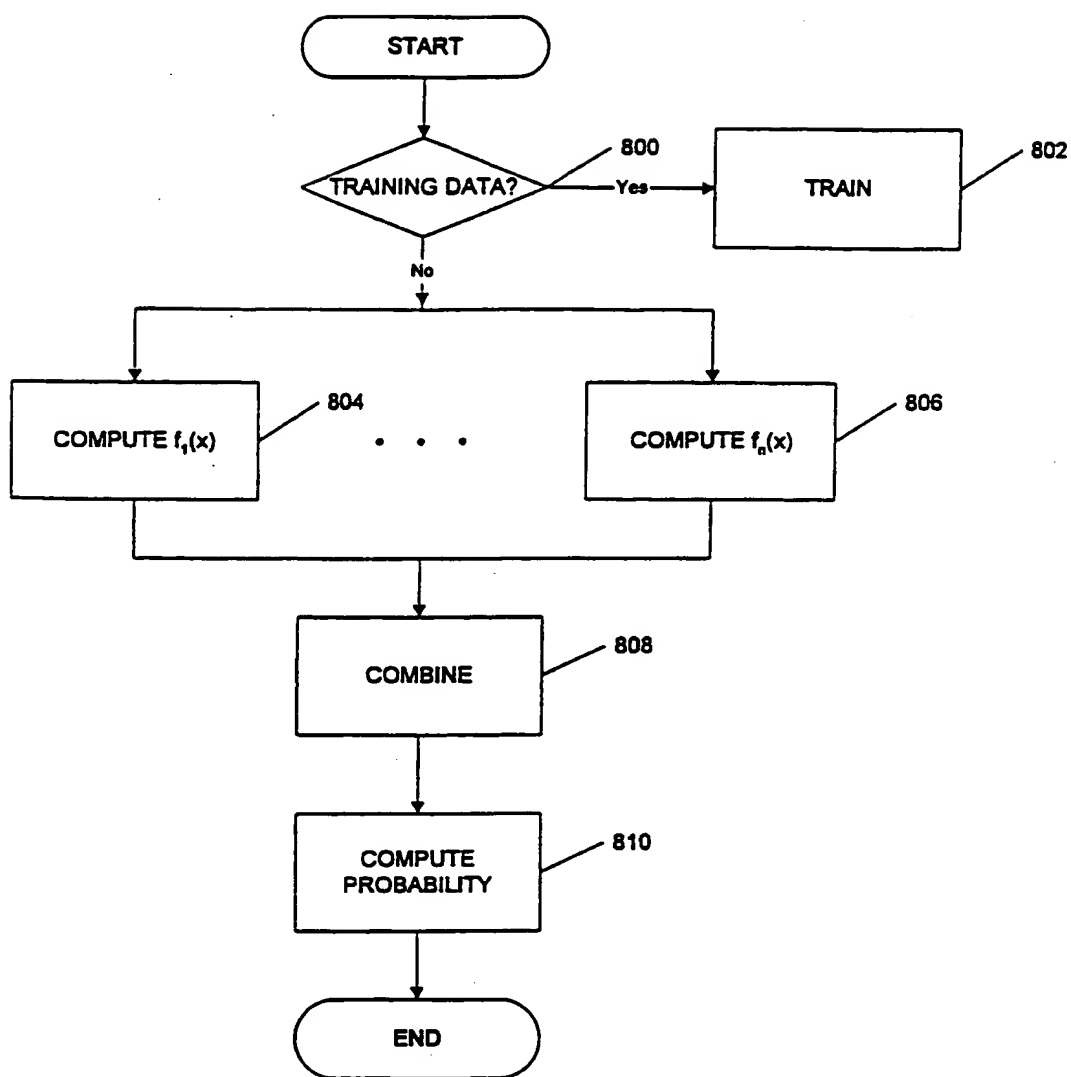 START
800
TRAINING DATA?
Yes
TRAIN
802
No
COMPUTE f₁(x)
804
. . .
COMPUTE fₙ(x)
806
COMBINE
808
COMPUTE
PROBABILITY
810
END